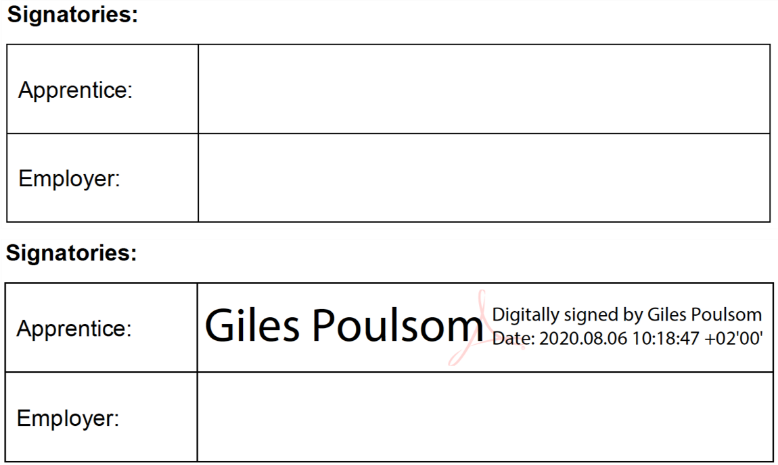 Signatories:
Apprentice:
Employer:
Signatories:
Apprentice: Giles Poulsom Digitally signed by Giles Poulsom
Date: 2020.08.06 10:18:47 +02'00'
Employer: